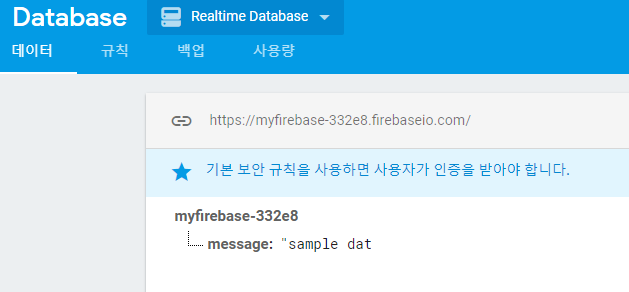 Database Realtime Database
데이터 규칙 백업 사용량
https://myfirebase-332e8.firebaseio.com/
기본 보안 규칙을 사용하면 사용자가 인증을 받아야 합니다.
myfirebase-332e8
message: "sample dat